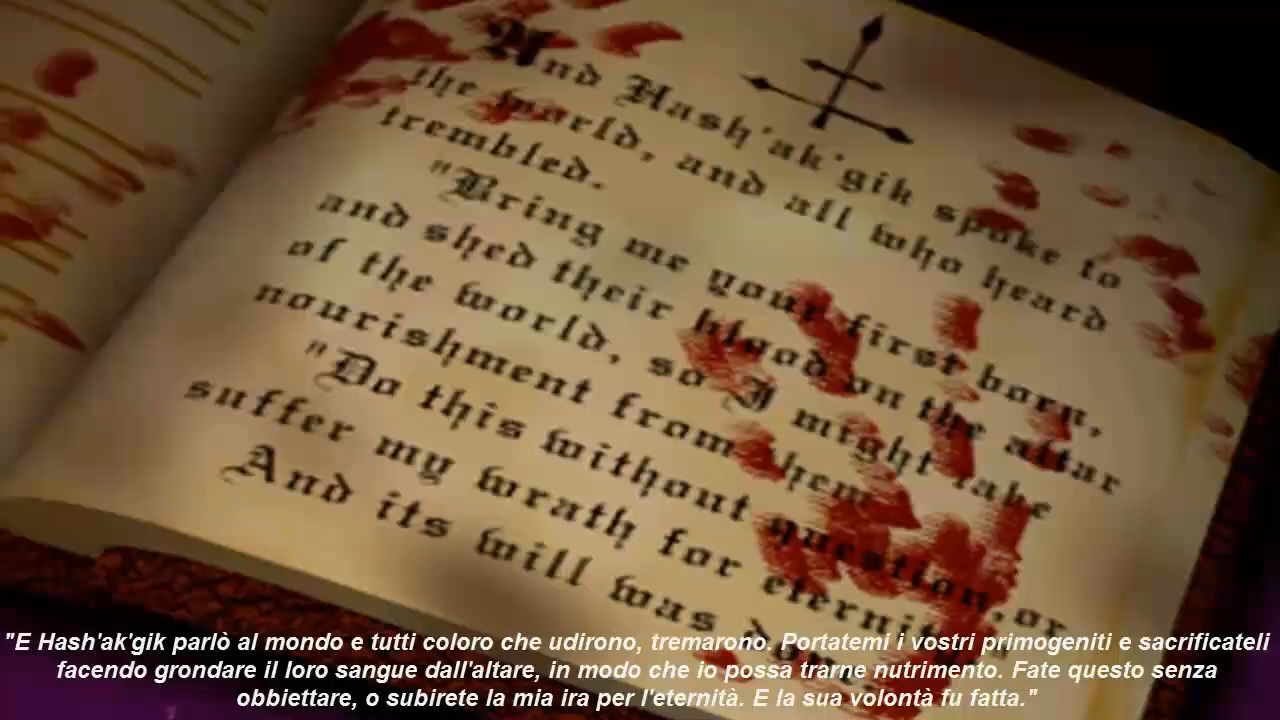 And Hash'ak'gik spoke to
the world, and all who heard
trembled.
"Bring me your first born,
and shed their blood on the altar
of the world, so I might take
nourishment from them
"Do this without question, or
suffer my wrath for eternity
And its will was
"E Hash'ak'gik parlò al mondo e tutti coloro che udirono, tremarono. Portatemi i vostri primogeniti e sacrificateli
facendo grondare il loro sangue dall'altare, in modo che io possa trarne nutrimento. Fate questo senza
obbiettare, o subirete la mia ira per l'eternità. E la sua volontà fu fatta."